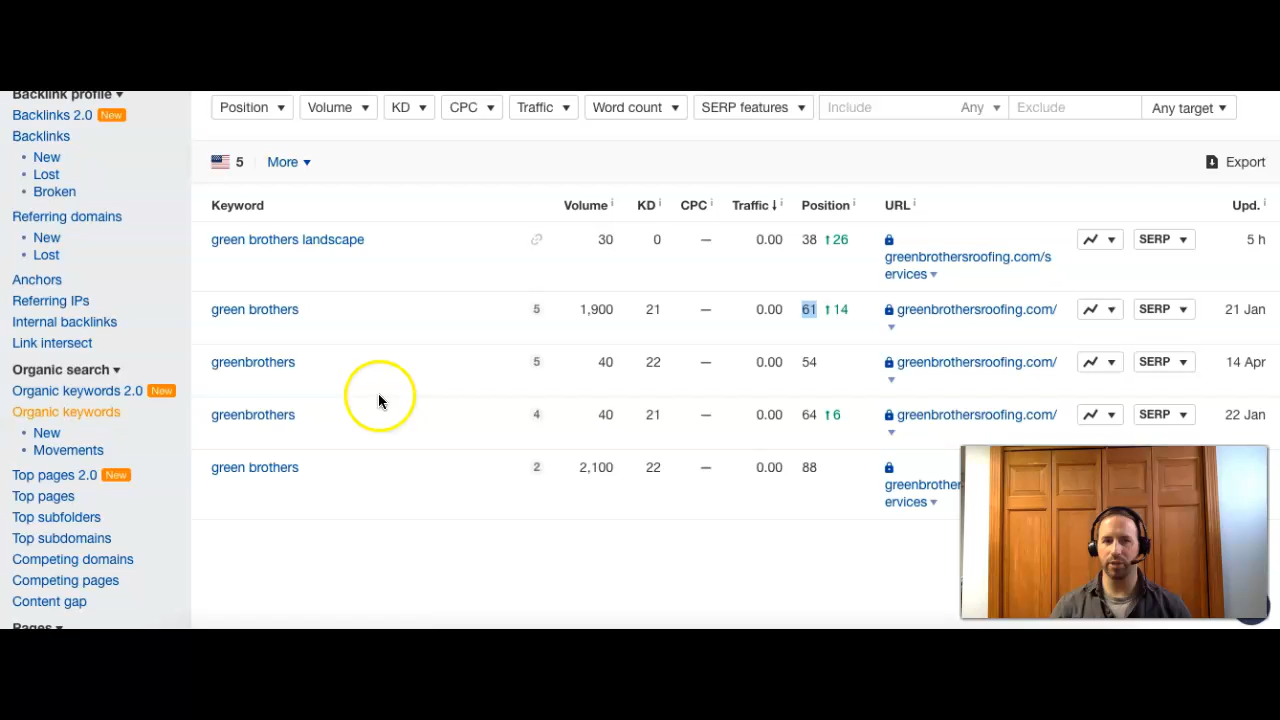 Backlink profile
Backlinks 2.0 New
Backlinks
New
Lost
Broken
Referring domains
New
Lost
Anchors
Referring IPs
Internal backlinks
Link intersect
Organic search
Organic keywords 2.0 New
Organic keywords
New
Movements
Top pages 2.0 New
Top pages
Top subfolders
Top subdomains
Competing domains
Competing pages
Content gap
Pages
Position Volume KD CPC Traffic Word count SERP features Include Any Exclude Any target
5 More Export
Keyword Volume KD CPC Traffic Position URL Upd.
green brothers landscape 30 0 — 0.00 38 ↑26 greenbrothersroofing.com/s SERP 5 h
ervices
green brothers 5 1,900 21 — 0.00 61 ↑14 greenbrothersroofing.com/ SERP 21 Jan
greenbrothers 5 40 22 — 0.00 54 greenbrothersroofing.com/ SERP 14 Apr
greenbrothers 4 40 21 — 0.00 64 ↑6 greenbrothersroofing.com/ SERP 22 Jan
green brothers 2 2,100 22 — 0.00 88
greenbrother
ervices